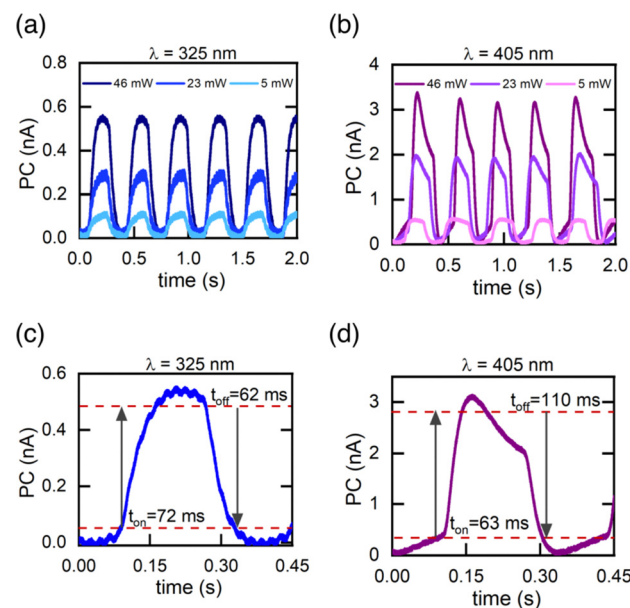 (a)
λ = 325 nm
46 mW 23 mW 5 mW
0.8
0.6
0.4
0.2
0.0
PC (nA)
0.0 0.5 1.0 1.5 2.0
time (s)
(b)
λ = 405 nm
46 mW 23 mW 5 mW
4
3
2
1
0
PC (nA)
0.0 0.5 1.0 1.5 2.0
time (s)
(c)
λ = 325 nm
0.6
0.4
0.2
0.0
PC (nA)
toff=62 ms
ton=72 ms
0.00 0.15 0.30 0.45
time (s)
(d)
λ = 405 nm
3
2
1
0
PC (nA)
toff=110 ms
ton=63 ms
0.00 0.15 0.30 0.45
time (s)